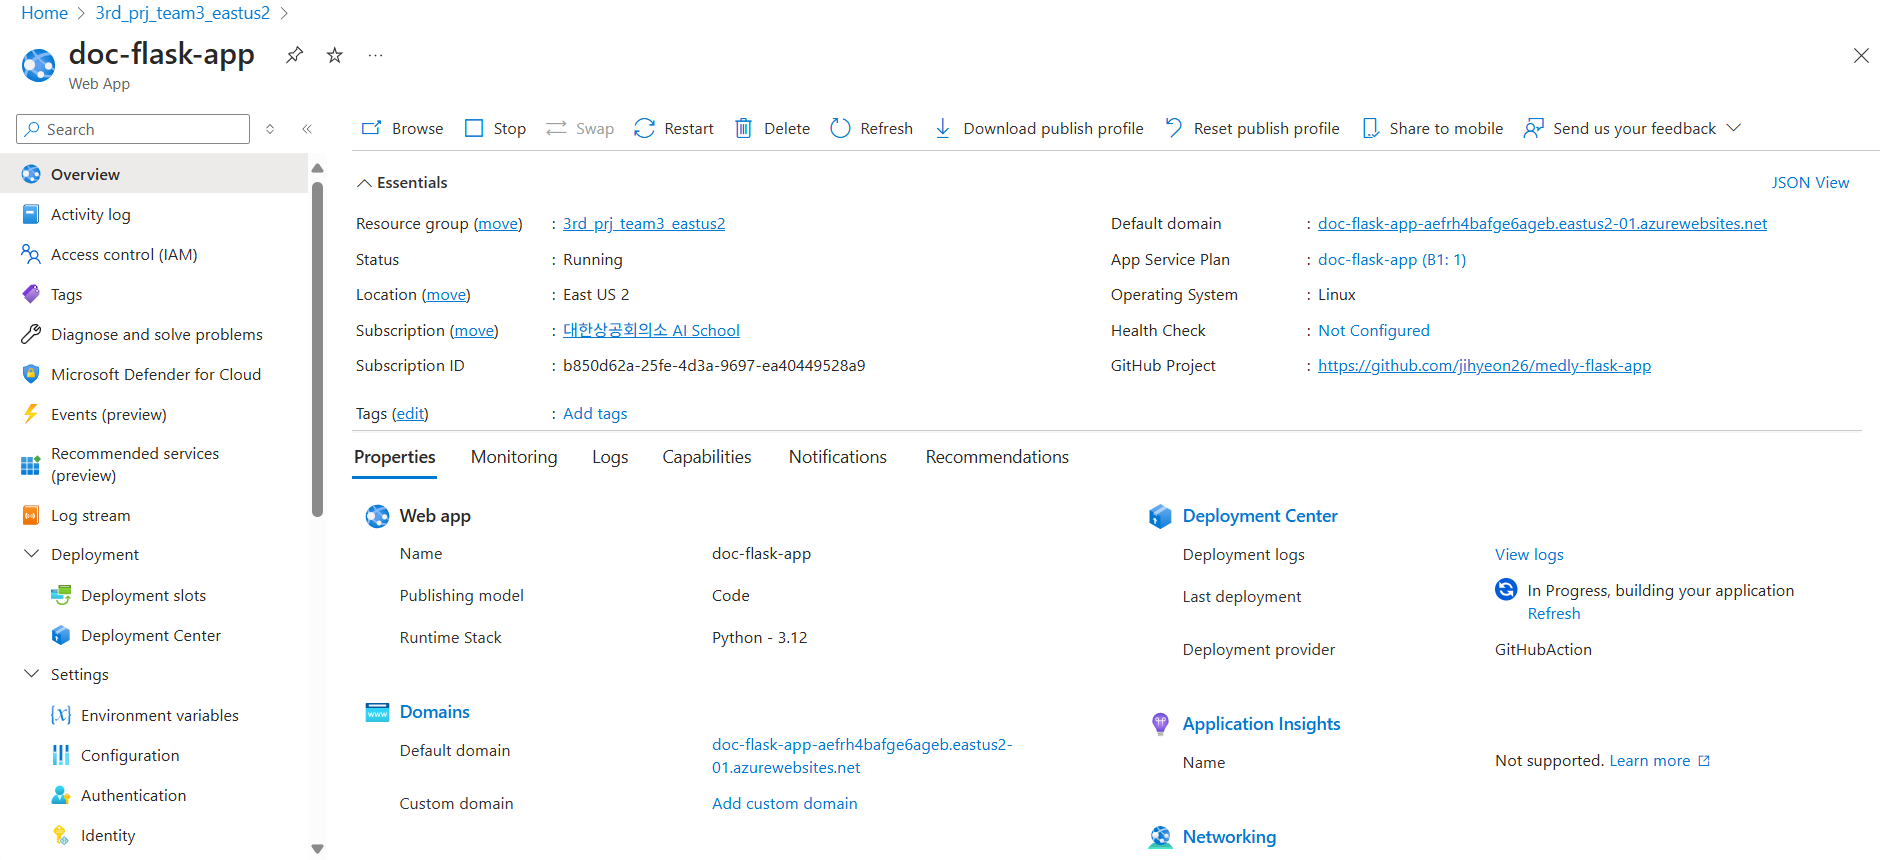 Home > 3rd_prj_team3_eastus2 >
doc-flask-app ...
Web App
Search
Overview
Activity log
Access control (IAM)
Tags
Diagnose and solve problems
Microsoft Defender for Cloud
Events (preview)
Recommended services
(preview)
Log stream
Deployment
Deployment slots
Deployment Center
Settings
Environment variables
Configuration
Authentication
Identity
Browse Stop Swap Restart Delete Refresh Download publish profile Reset publish profile Share to mobile Send us your feedback
Essentials
JSON View
Resource group (move) : 3rd_prj_team3_eastus2
Status : Running
Location (move) : East US 2
Subscription (move) : 대한상공회의소 AI School
Subscription ID : b850d62a-25fe-4d3a-9697-ea40449528a9
Tags (edit) : Add tags
Default domain : doc-flask-app-aefrh4bafge6ageb.eastus2-01.azurewebsites.net
App Service Plan : doc-flask-app (B1: 1)
Operating System : Linux
Health Check : Not Configured
GitHub Project : https://github.com/jihyeon26/medly-flask-app
Properties Monitoring Logs Capabilities Notifications Recommendations
Web app
Name doc-flask-app
Publishing model Code
Runtime Stack Python - 3.12
Domains
Default domain doc-flask-app-aefrh4bafge6ageb.eastus2-
01.azurewebsites.net
Custom domain Add custom domain
Deployment Center
Deployment logs View logs
Last deployment In Progress, building your application
Refresh
Deployment provider GitHubAction
Application Insights
Name Not supported. Learn more
Networking